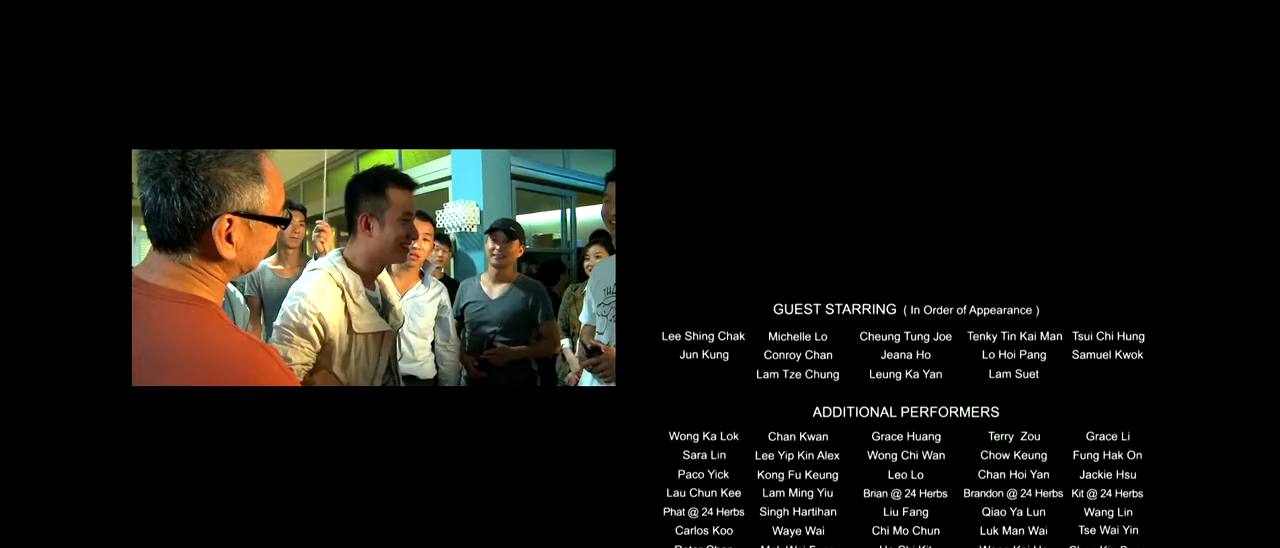 GUEST STARRING ( In Order of Appearance )
Lee Shing Chak Michelle Lo Cheung Tung Joe Tenky Tin Kai Man Tsui Chi Hung
Jun Kung Conroy Chan Jeana Ho Lo Hoi Pang Samuel Kwok
Lam Tze Chung Leung Ka Yan Lam Suet
ADDITIONAL PERFORMERS
Wong Ka Lok Chan Kwan Grace Huang Terry Zou Grace Li
Sara Lin Lee Yip Kin Alex Wong Chi Wan Chow Keung Fung Hak On
Paco Yick Kong Fu Keung Leo Lo Chan Hoi Yan Jackie Hsu
Lau Chun Kee Lam Ming Yiu Brian @ 24 Herbs Brandon @ 24 Herbs Kit @ 24 Herbs
Phat @ 24 Herbs Singh Hartihan Liu Fang Qiao Ya Lun Wang Lin
Carlos Koo Waye Wai Chi Mo Chun Luk Man Wai Tse Wai Yin